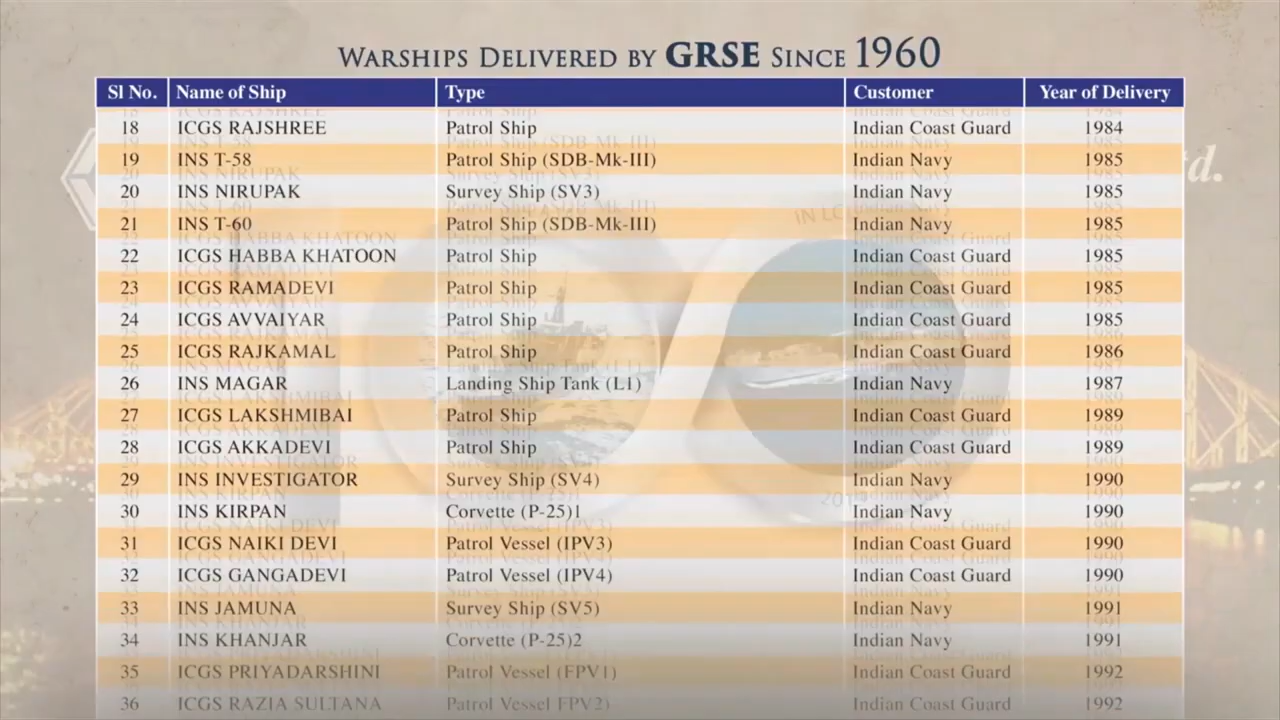 WARSHIPS DELIVERED BY GRSE SINCE 1960
Sl No. Name of Ship Type Customer Year of Delivery
18 ICGS RAJSHREE Patrol Ship Indian Coast Guard 1984
19 INS T-58 Patrol Ship (SDB-Mk-III) Indian Navy 1985
20 INS NIRUPAK Survey Ship (SV3) Indian Navy 1985
21 INS T-60 Patrol Ship (SDB-Mk-III) Indian Navy 1985
22 ICGS HABBA KHATOON Patrol Ship Indian Coast Guard 1985
23 ICGS RAMADEVI Patrol Ship Indian Coast Guard 1985
24 ICGS AVVAIYAR Patrol Ship Indian Coast Guard 1985
25 ICGS RAJKAMAL Patrol Ship Indian Coast Guard 1986
26 INS MAGAR Landing Ship Tank (L1) Indian Navy 1987
27 ICGS LAKSHMIBAI Patrol Ship Indian Coast Guard 1989
28 ICGS AKKADEVI Patrol Ship Indian Coast Guard 1989
29 INS INVESTIGATOR Survey Ship (SV4) Indian Navy 1990
30 INS KIRPAN Corvette (P-25)1 Indian Navy 1990
31 ICGS NAIKI DEVI Patrol Vessel (IPV3) Indian Coast Guard 1990
32 ICGS GANGADEVI Patrol Vessel (IPV4) Indian Coast Guard 1990
33 INS JAMUNA Survey Ship (SV5) Indian Navy 1991
34 INS KHANJAR Corvette (P-25)2 Indian Navy 1991
35 ICGS PRIYADARSHINI Patrol Vessel (FPV1) Indian Coast Guard 1992
36 ICGS RAZIA SULTANA Patrol Vessel FPV2) Indian Coast Guard 1992
td.